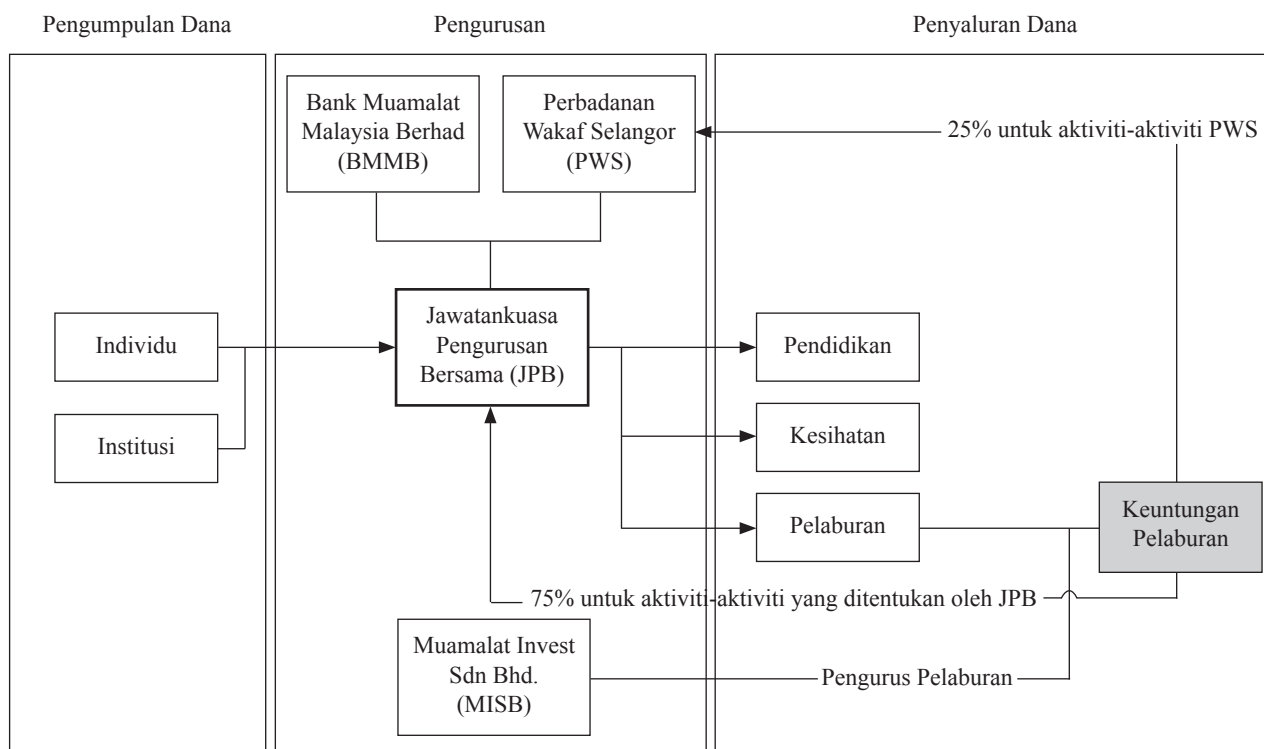 Pengumpulan Dana
Pengurusan
Penyaluran Dana
Bank Muamalat
Malaysia Berhad
(BMMB)
Perbadanan
Wakaf Selangor
(PWS)
25% untuk aktiviti-aktiviti PWS
Individu
Institusi
Jawatankuasa
Pengurusan
Bersama (JPB)
Pendidikan
Kesihatan
Pelaburan
Keuntungan
Pelaburan
75% untuk aktiviti-aktiviti yang ditentukan oleh JPB
Muamalat Invest
Sdn Bhd.
(MISB)
Pengurus Pelaburan